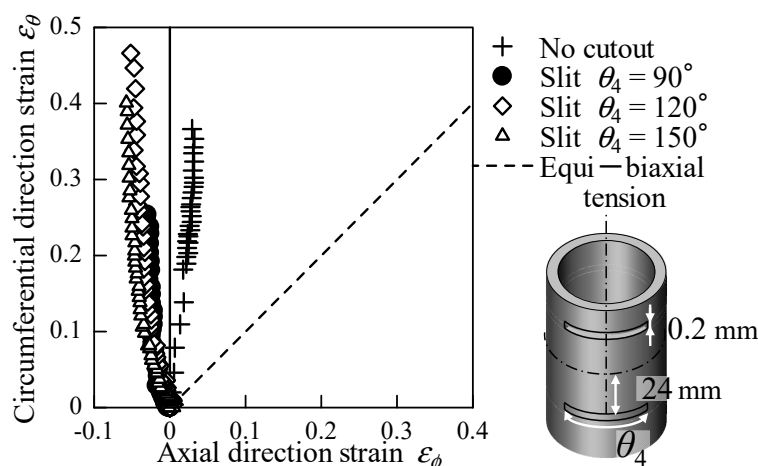 Circumferential direction strain εθ
0.5
0.4
0.3
0.2
0.1
0
-0.1 0 0.1 0.2 0.3 0.4
Axial direction strain εϕ
No cutout
Slit θ4 = 90°
Slit θ4 = 120°
Slit θ4 = 150°
Equi—biaxial
tension
0.2 mm
24 mm
θ4